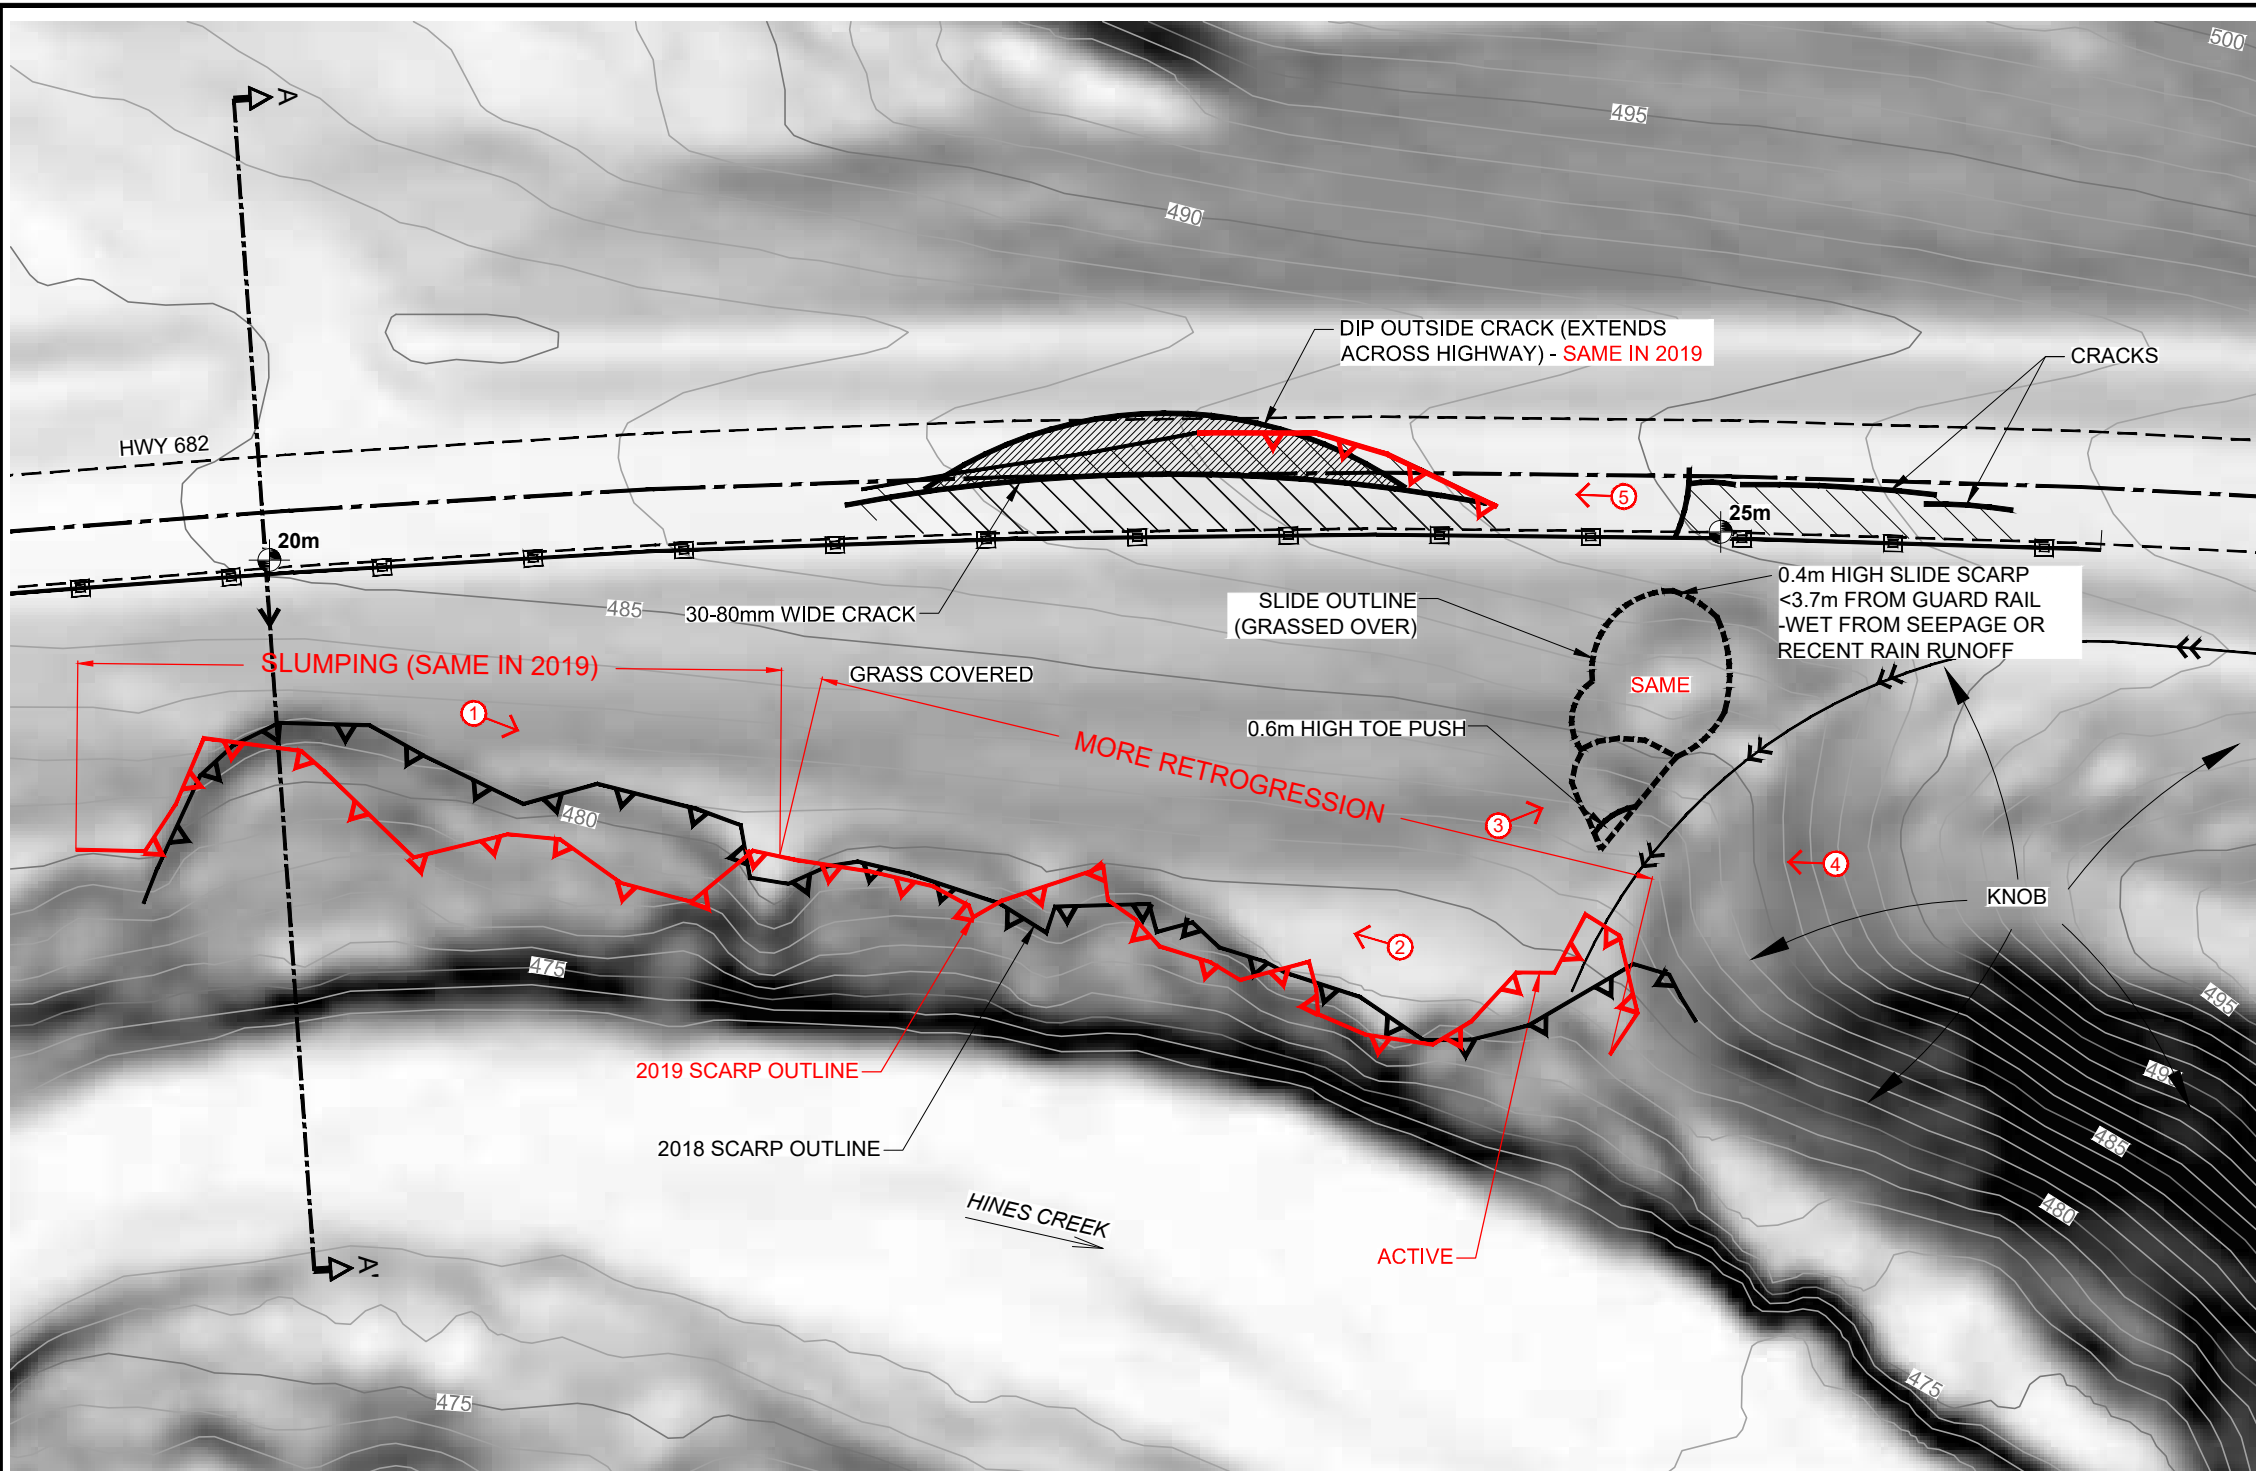 500
A
495
490
DIP OUTSIDE CRACK (EXTENDS
ACROSS HIGHWAY) - SAME IN 2019
CRACKS
HWY 682
5
25m
20m
0.4m HIGH SLIDE SCARP
<3.7m FROM GUARD RAIL
-WET FROM SEEPAGE OR
RECENT RAIN RUNOFF
485
30-80mm WIDE CRACK
SLIDE OUTLINE
(GRASSED OVER)
SLUMPING (SAME IN 2019)
GRASS COVERED
SAME
1
0.6m HIGH TOE PUSH
MORE RETROGRESSION
480
3
4
KNOB
2
475
495
2019 SCARP OUTLINE
485
2018 SCARP OUTLINE
480
HINES CREEK
ACTIVE
A'
475
475